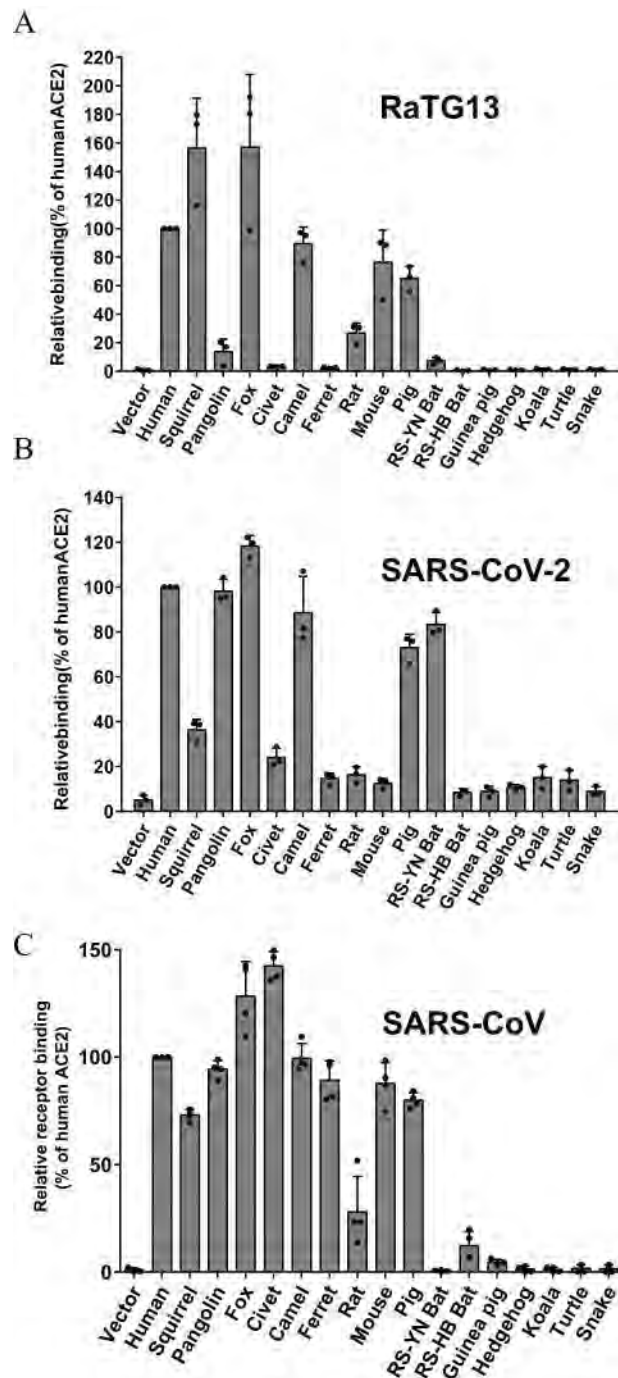 A
RaTG13
Relativebinding(% of humanACE2)
220
200
180
160
140
120
100
80
60
40
20
0
Vector
Human
Squirrel
Pangolin
Fox
Civet
Camel
Ferret
Rat
Mouse
Pig
RS-YN Bat
RS-HB Bat
Guinea pig
Hedgehog
Koala
Turtle
Snake
B
SARS-CoV-2
Relativebinding(% of humanACE2)
140
120
100
80
60
40
20
0
Vector
Human
Squirrel
Pangolin
Fox
Civet
Camel
Ferret
Rat
Mouse
Pig
RS-YN Bat
RS-HB Bat
Guinea pig
Hedgehog
Koala
Turtle
Snake
C
SARS-CoV
Relative receptor binding
(% of human ACE2)
150
100
50
0
Vector
Human
Squirrel
Pangolin
Fox
Civet
Camel
Ferret
Rat
Mouse
Pig
RS-YN Bat
RS-HB Bat
Guinea pig
Hedgehog
Koala
Turtle
Snake